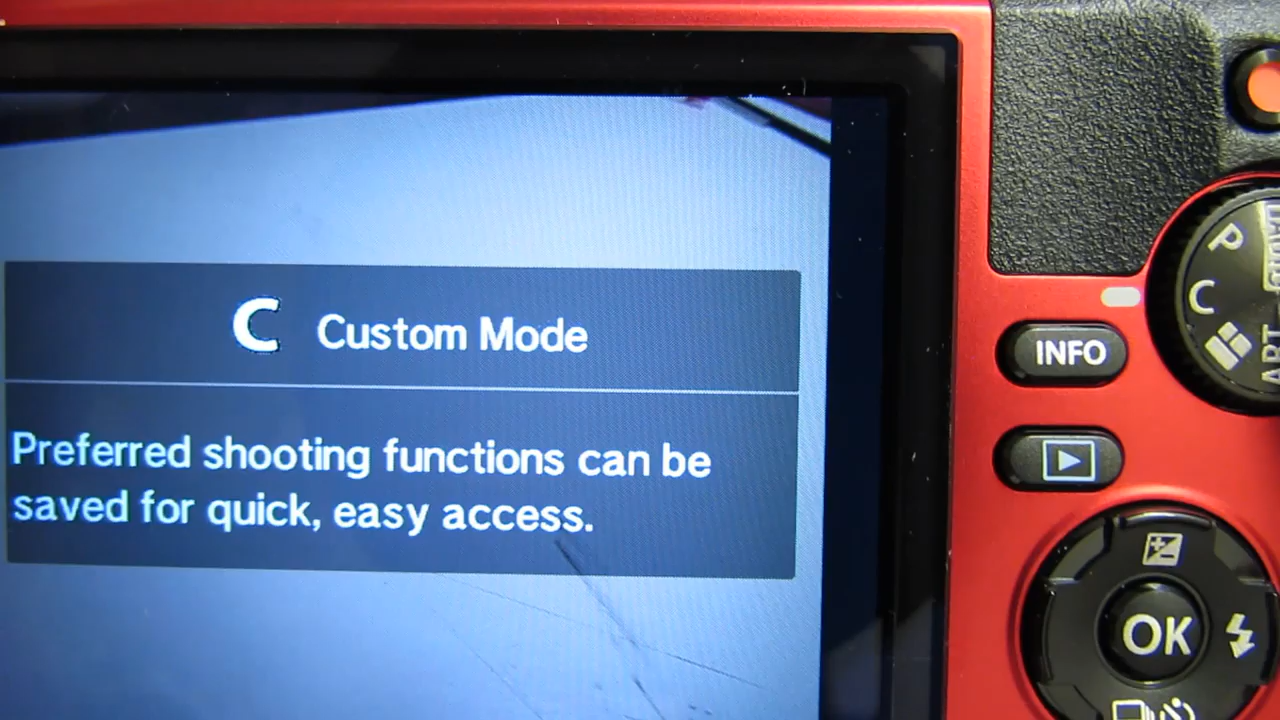 C Custom Mode
Preferred shooting functions can be
saved for quick, easy access.
P
C
ART
INFO
OK